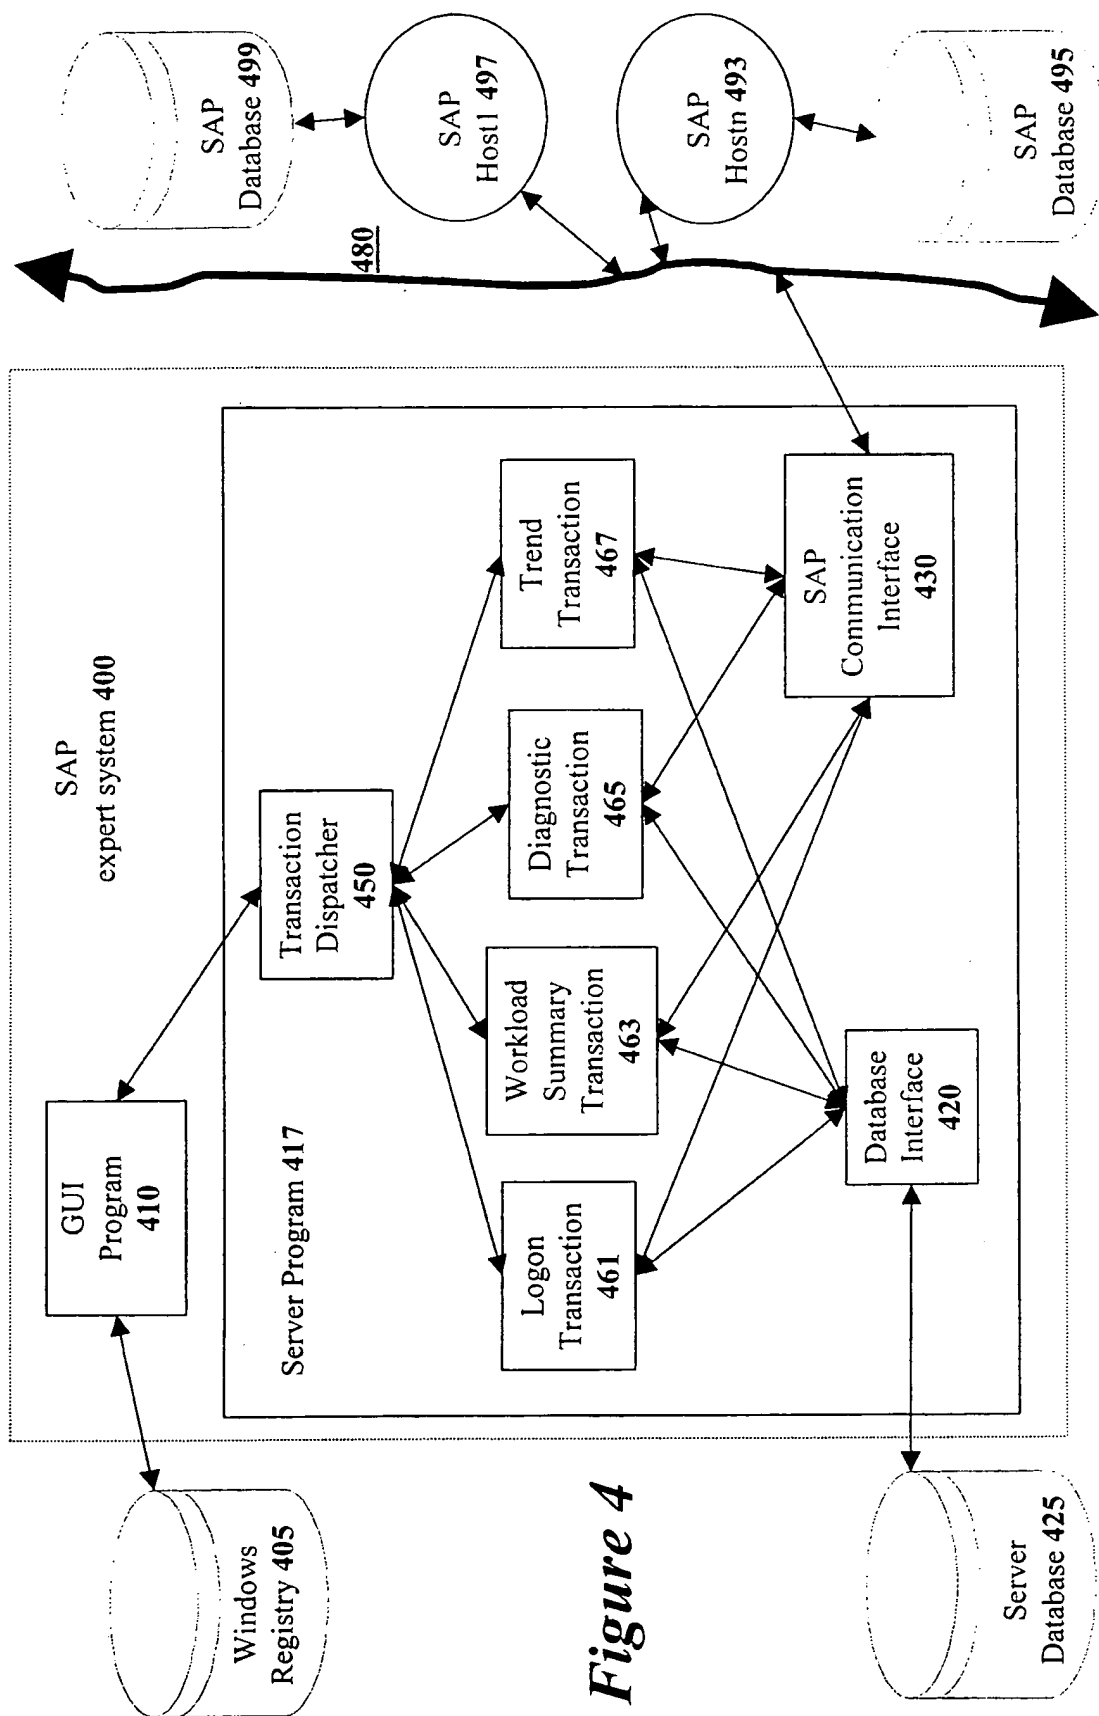 SAP
expert system 400
GUI
Program
410
Windows
Registry 405
Server Program 417
Transaction
Dispatcher
450
Logon
Transaction
461
Workload
Summary
Transaction
463
Diagnostic
Transaction
465
Trend
Transaction
467
Database
Interface
420
SAP
Communication
Interface
430
Server
Database 425
480
SAP
Database 499
SAP
Host1 497
SAP
Hostn 493
SAP
Database 495
Figure 4